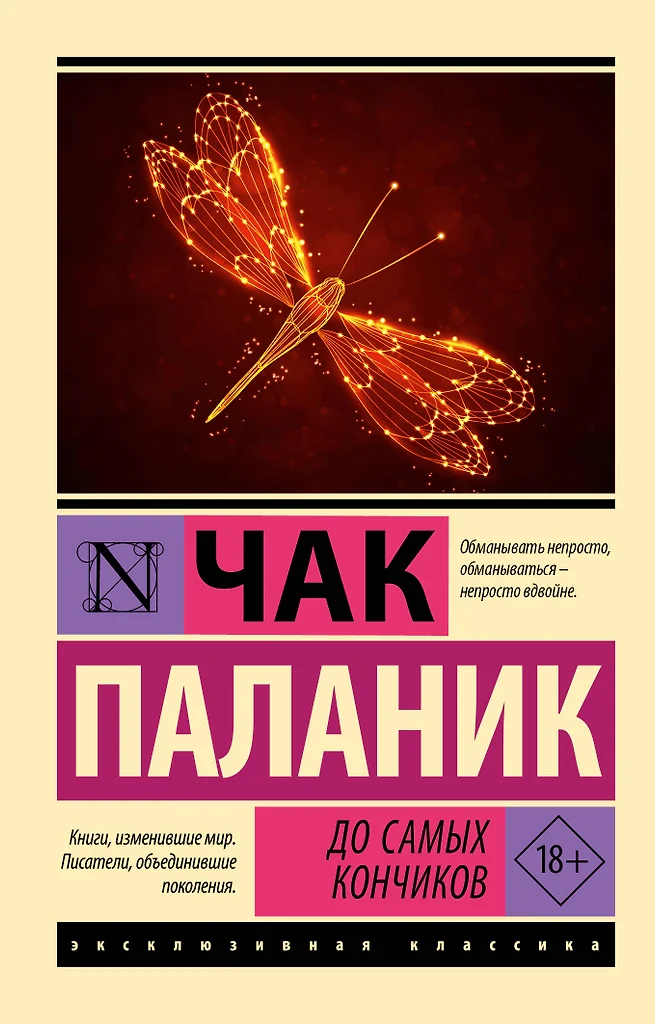 N
ЧАК
Обманывать непросто,
обманываться –
непросто вдвойне.
ПАЛАНИК
Книги, изменившие мир.
Писатели, объединившие
поколения.
ДО САМЫХ
КОНЧИКОВ
18+
эксклюзивная классика